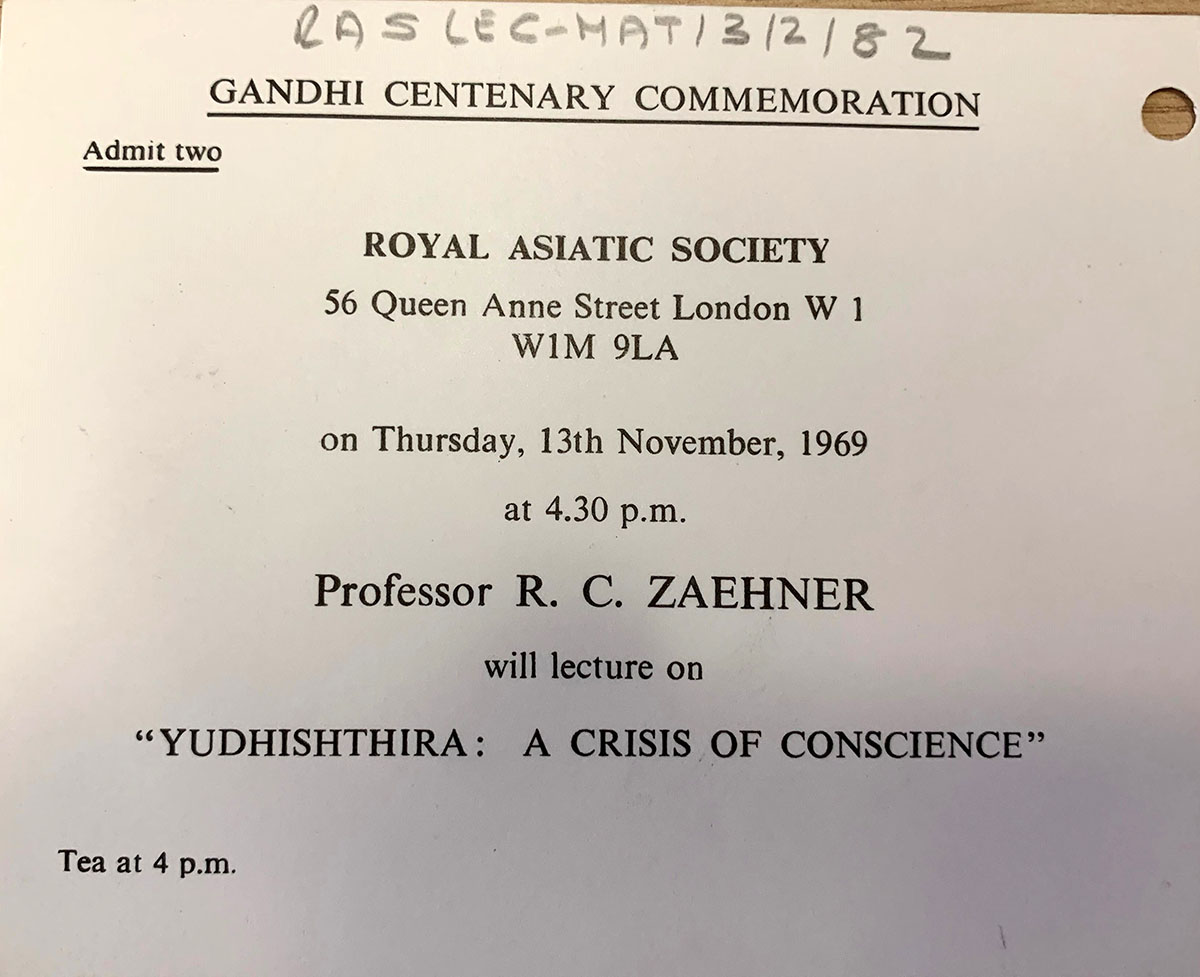 RAS LEC-MAT/3/2/82
GANDHI CENTENARY COMMEMORATION
Admit two
ROYAL ASIATIC SOCIETY
56 Queen Anne Street London W 1
W1M 9LA
on Thursday, 13th November, 1969
at 4.30 p.m.
Professor R. C. ZAEHNER
will lecture on
“YUDHISHTHIRA: A CRISIS OF CONSCIENCE”
Tea at 4 p.m.